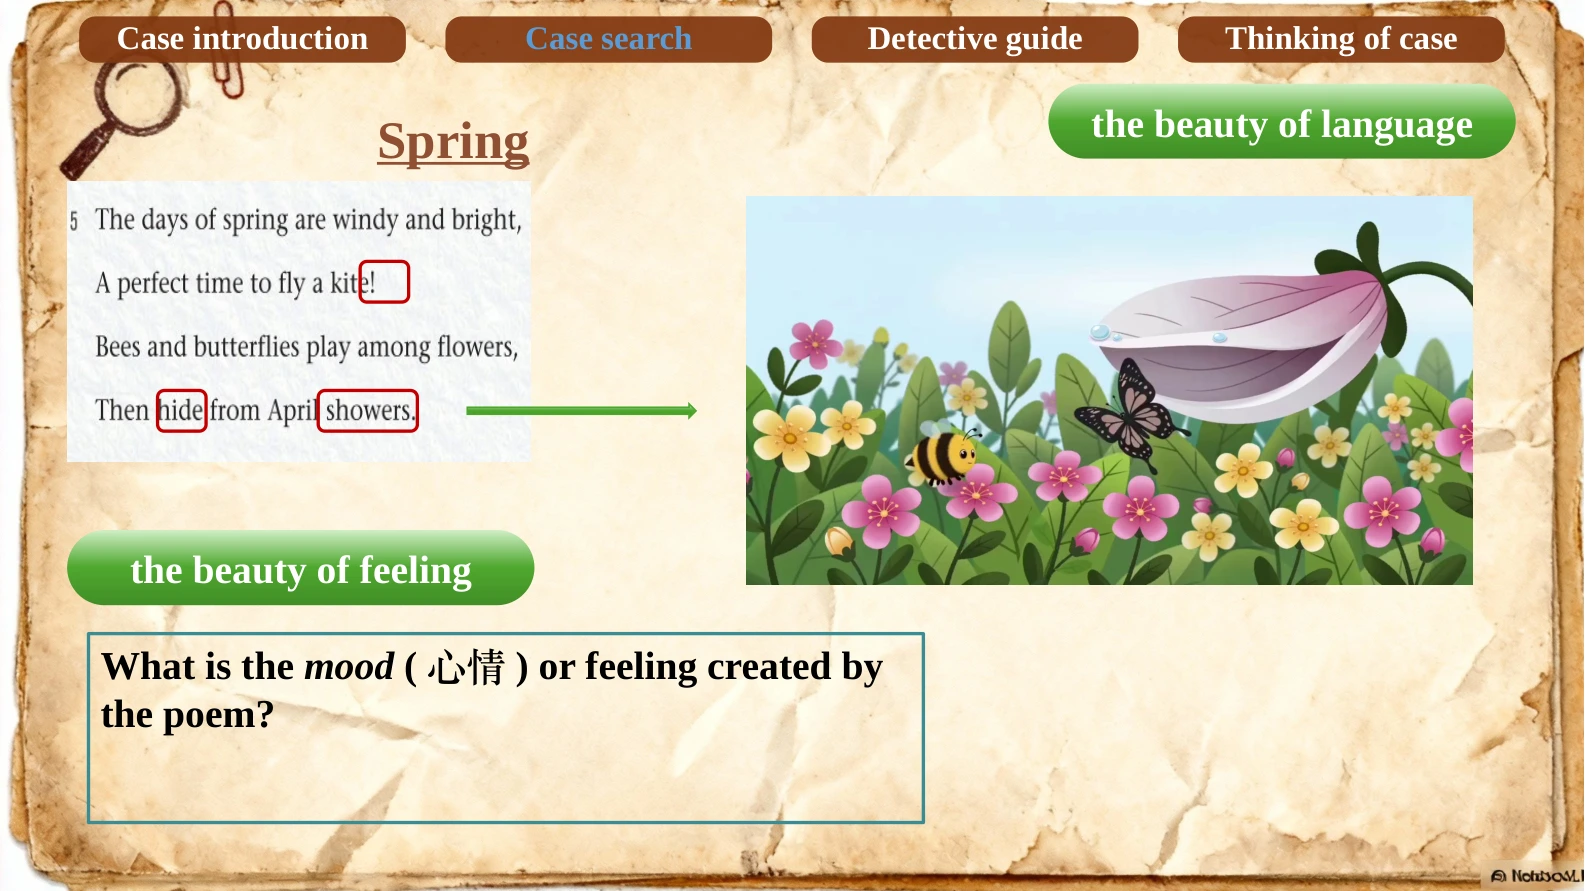 Case introduction
Case search
Detective guide
Thinking of case
the beauty of language
Spring
5 The days of spring are windy and bright,
A perfect time to fly a kite!
Bees and butterflies play among flowers,
Then hide from April showers.
the beauty of feeling
What is the mood ( 心情 ) or feeling created by
the poem?